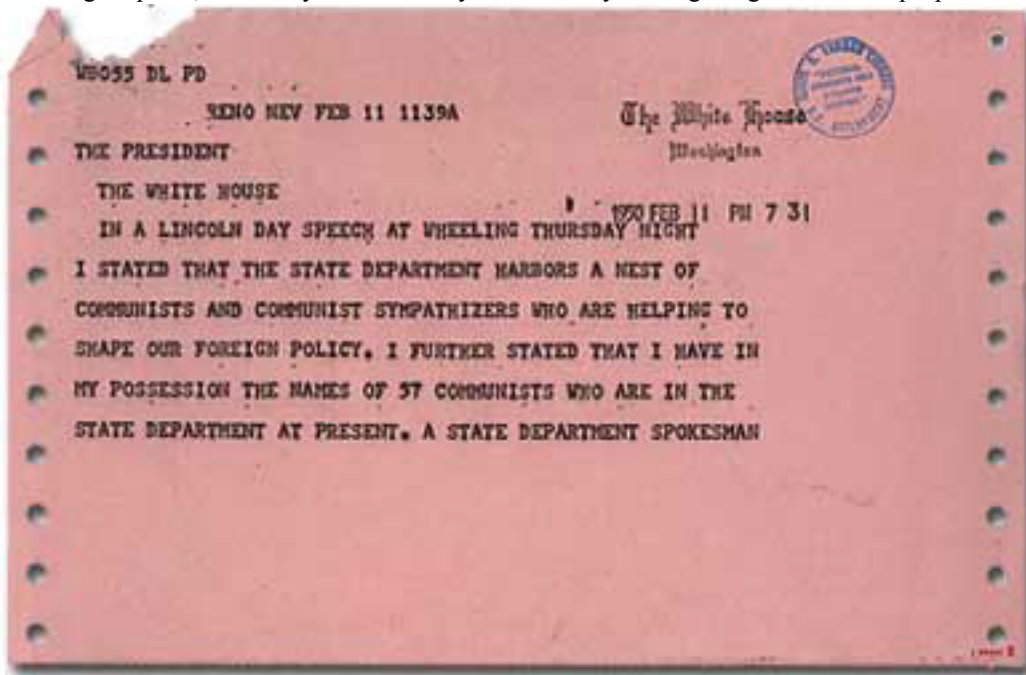 WB055 DL PD
RENO NEV FEB 11 1139A
The White House
Washington
THE PRESIDENT
THE WHITE HOUSE
1950 FEB 11 PM 7 31
IN A LINCOLN DAY SPEECH AT WHEELING THURSDAY NIGHT
I STATED THAT THE STATE DEPARTMENT HARBORS A NEST OF
COMMUNISTS AND COMMUNIST SYMPATHIZERS WHO ARE HELPING TO
SHAPE OUR FOREIGN POLICY. I FURTHER STATED THAT I HAVE IN
MY POSSESSION THE NAMES OF 57 COMMUNISTS WHO ARE IN THE
STATE DEPARTMENT AT PRESENT. A STATE DEPARTMENT SPOKESMAN